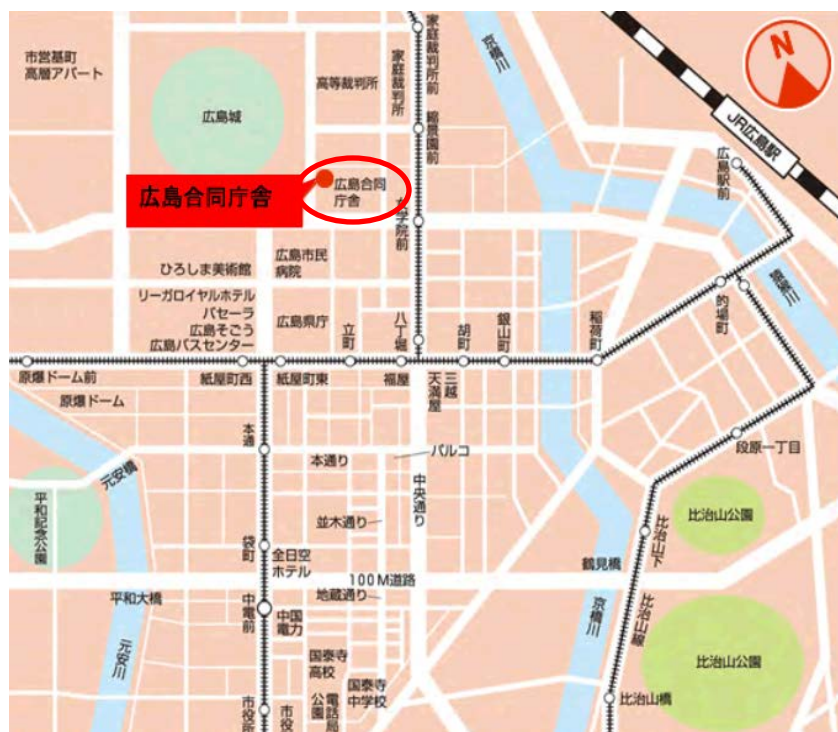 市営基町
高層アパート
広島城
高等裁判所
家庭裁判所
家庭裁判所前
京橋川
N
JR広島駅
広島駅前
縮景園前
広島合同庁舎
広島合同
庁舎
女学院前
ひろしま美術館
広島市民
病院
リーガロイヤルホテル
パセーラ
広島そごう
広島バスセンター
広島県庁
立町
八丁堀
胡町
銀山町
稲荷町
的場町
猿猴川
原爆ドーム前
紙屋町西
紙屋町東
福屋
天満屋
三越
原爆ドーム
本通
本通り
パルコ
中央通り
段原一丁目
元安橋
平和記念公園
並木通り
比治山公園
比治山下
袋町
全日空
ホテル
100M道路
鶴見橋
平和大橋
地蔵通り
中電前
中国
電力
京橋川
比治山線
元安川
国泰寺
高校
国泰寺
中学校
比治山公園
比治山橋
市役所
市役
公園
電話局